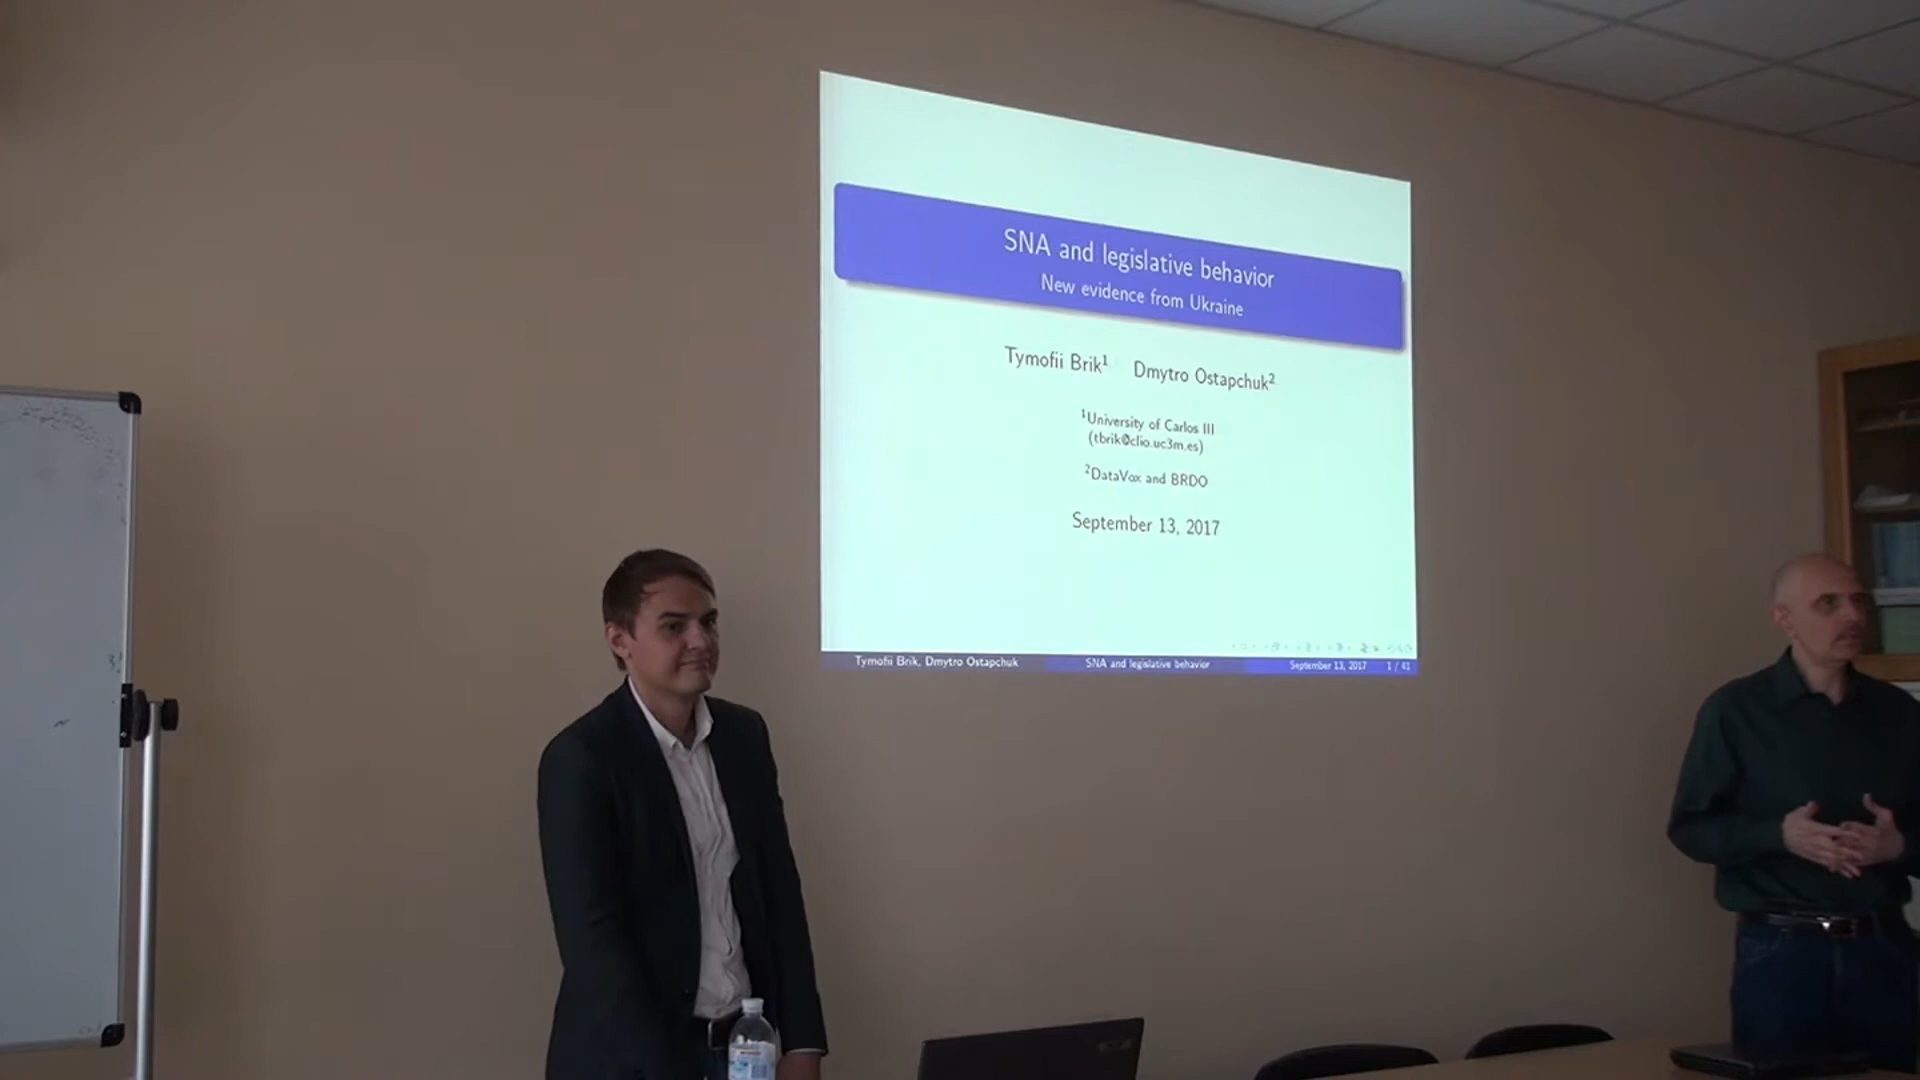 SNA and legislative behavior
New evidence from Ukraine
Tymofii Brik¹ Dmytro Ostapchuk²
¹University of Carlos III
(tbrik@clio.uc3m.es)
²DataVox and BRDO
September 13, 2017
Tymofii Brik, Dmytro Ostapchuk SNA and legislative behavior September 13, 2017 1 / 41